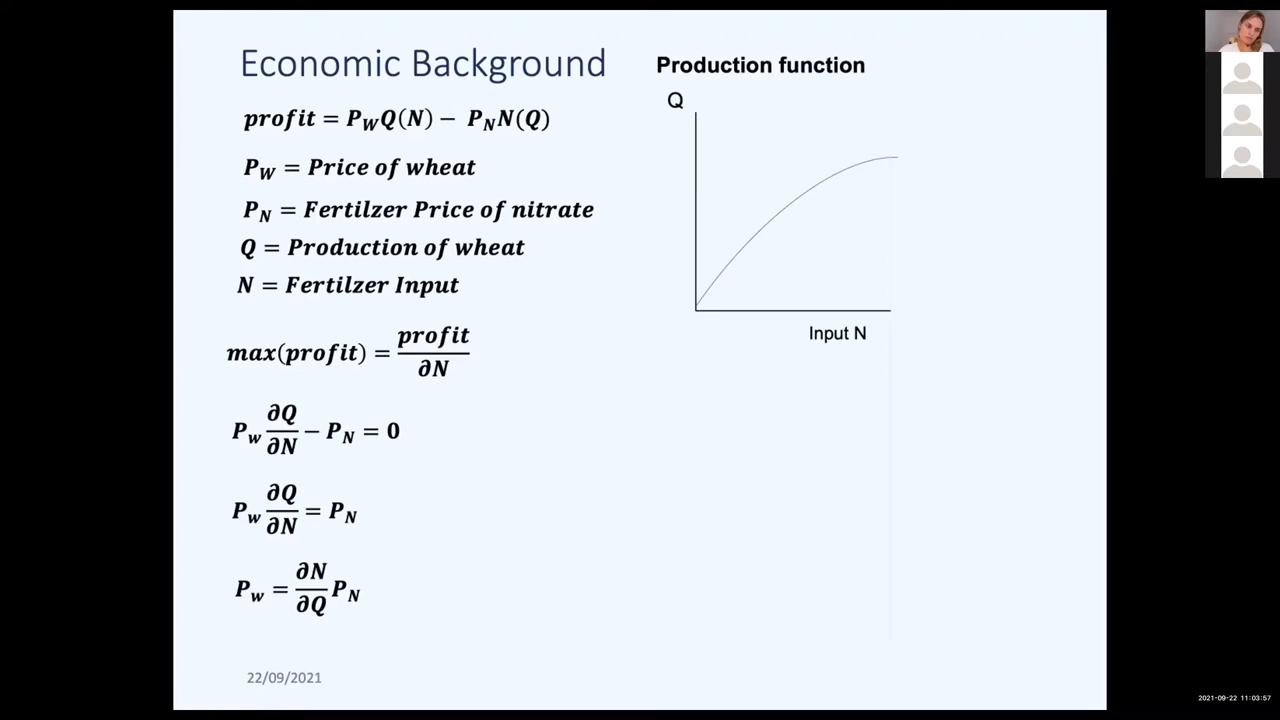 Economic Background
profit = P_W Q(N) − P_N N(Q)
P_W = Price of wheat
P_N = Fertilzer Price of nitrate
Q = Production of wheat
N = Fertilzer Input
max(profit) = profit / ∂N
P_w ∂Q/∂N − P_N = 0
P_w ∂Q/∂N = P_N
P_w = ∂N/∂Q P_N
22/09/2021
Production function
Q
Input N
2021-09-22 11:03:57